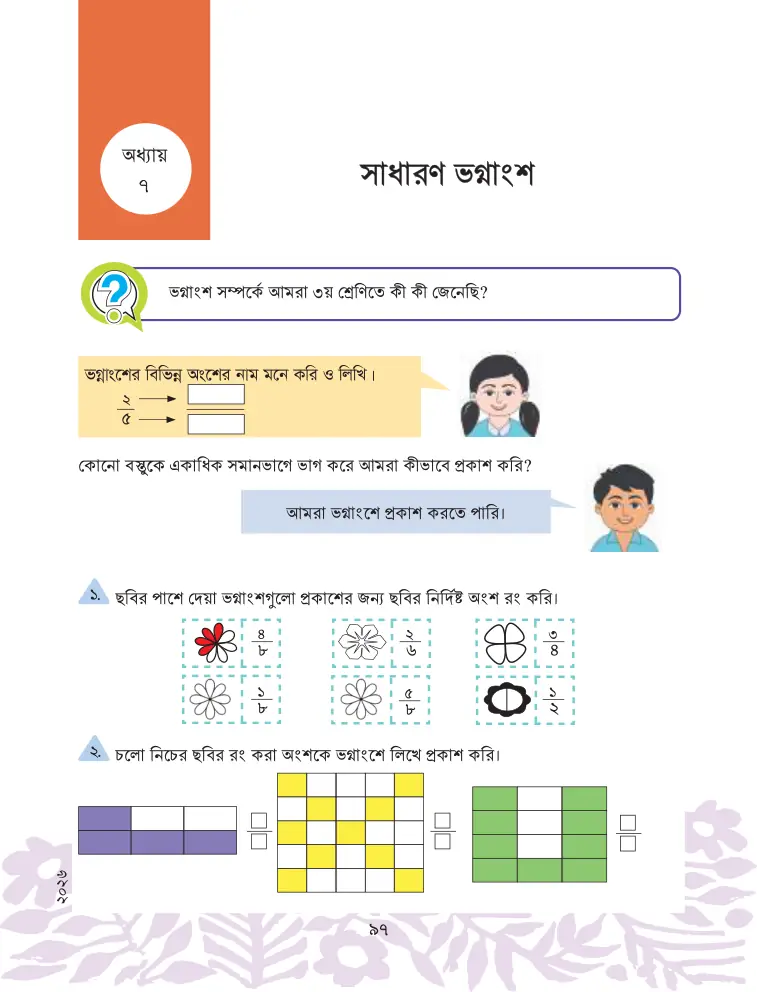 অধ্যায়
৭
সাধারণ ভগ্নাংশ
ভগ্নাংশ সম্পর্কে আমরা ৩য় শ্রেণিতে কী কী জেনেছি?
ভগ্নাংশের বিভিন্ন অংশের নাম মনে করি ও লিখি।
২
৫
কোনো বস্তুকে একাধিক সমানভাগে ভাগ করে আমরা কীভাবে প্রকাশ করি?
আমরা ভগ্নাংশে প্রকাশ করতে পারি।
১. ছবির পাশে দেয়া ভগ্নাংশগুলো প্রকাশের জন্য ছবির নির্দিষ্ট অংশ রং করি।
৪ ২ ৩
৮ ৬ ৪
১ ৫ ১
৮ ৮ ২
২. চলো নিচের ছবির রং করা অংশকে ভগ্নাংশে লিখে প্রকাশ করি।
২০২৬
৯৭